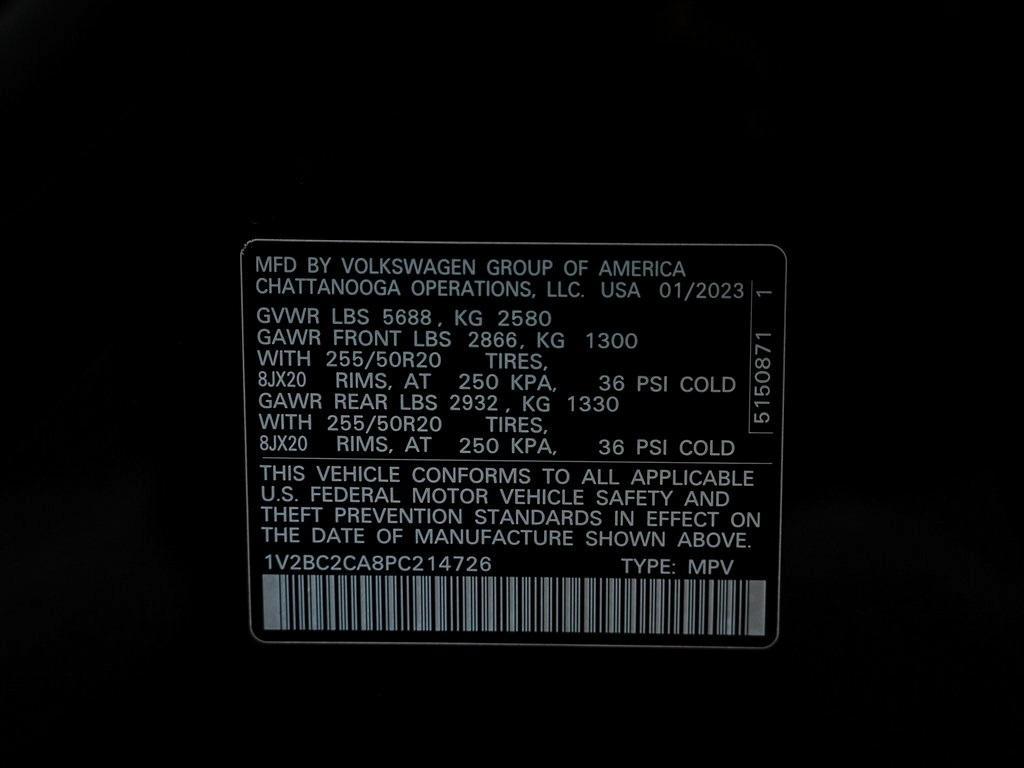 MFD BY VOLKSWAGEN GROUP OF AMERICA
CHATTANOOGA OPERATIONS, LLC. USA 01/2023
GVWR LBS 5688, KG 2580
GAWR FRONT LBS 2866, KG 1300
WITH 255/50R20 TIRES,
8JX20 RIMS, AT 250 KPA, 36 PSI COLD
GAWR REAR LBS 2932, KG 1330
WITH 255/50R20 TIRES,
8JX20 RIMS, AT 250 KPA, 36 PSI COLD
5150871 1
THIS VEHICLE CONFORMS TO ALL APPLICABLE
U.S. FEDERAL MOTOR VEHICLE SAFETY AND
THEFT PREVENTION STANDARDS IN EFFECT ON
THE DATE OF MANUFACTURE SHOWN ABOVE.
1V2BC2CA8PC214726 TYPE: MPV